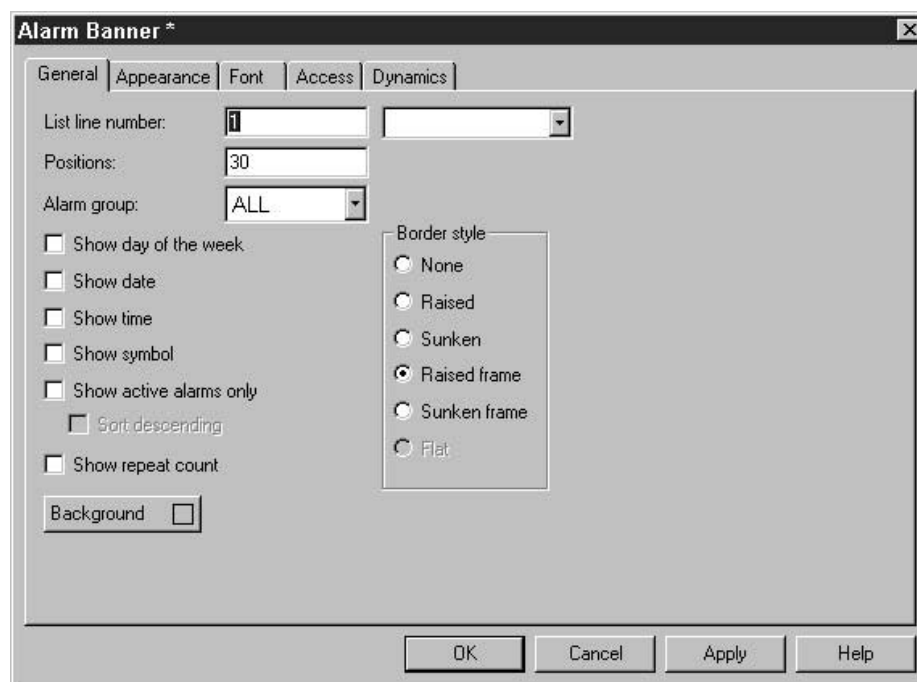 Alarm Banner *
General Appearance Font Access Dynamics
List line number: 1
Positions: 30
Alarm group: ALL
Border style
Show day of the week
None
Show date
Raised
Show time
Sunken
Show symbol
Raised frame
Show active alarms only
Sunken frame
Sort descending
Flat
Show repeat count
Background
OK Cancel Apply Help